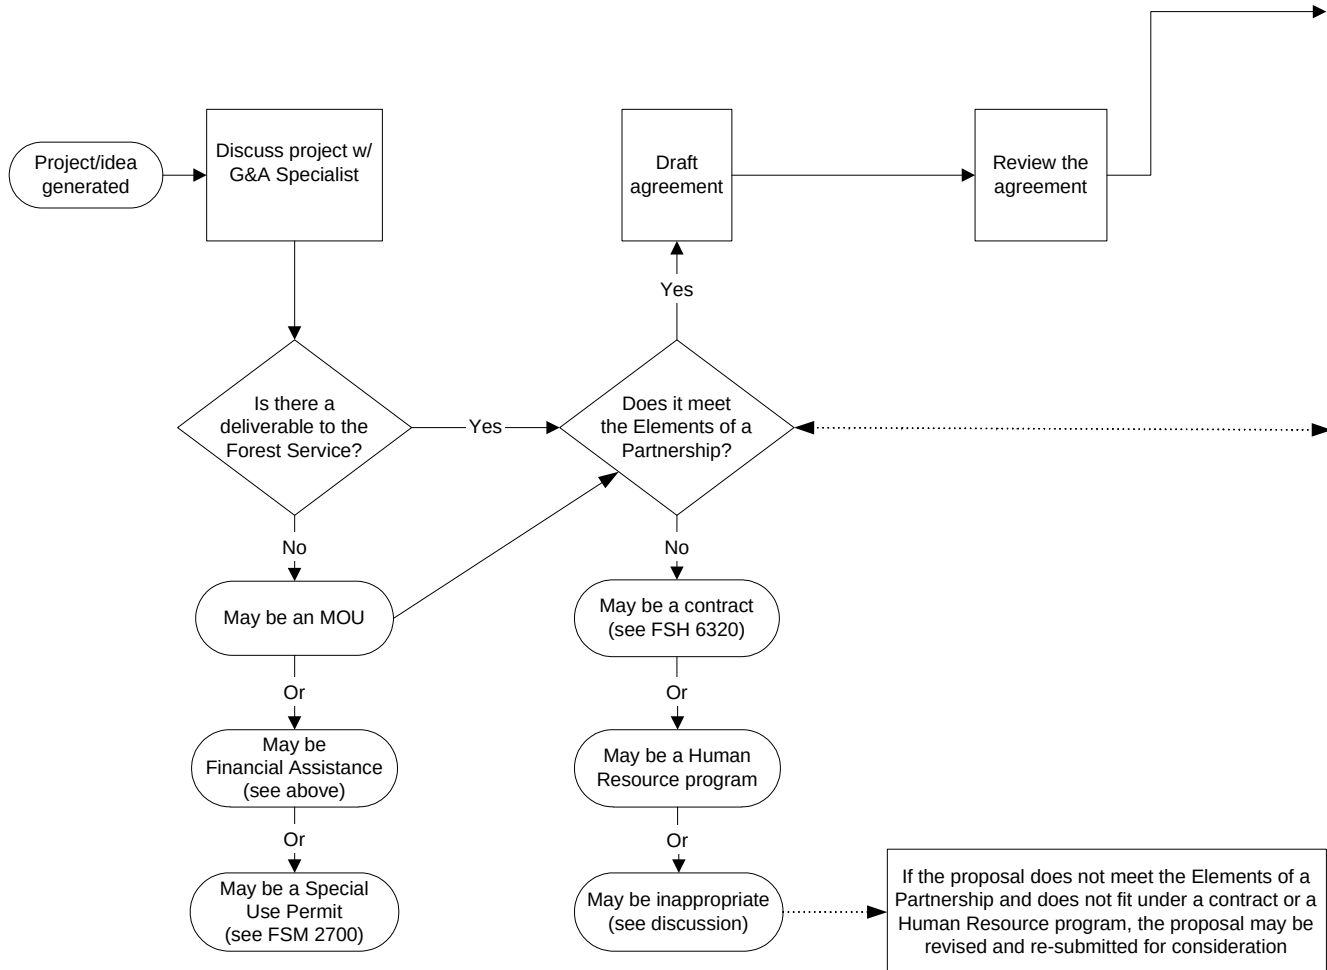 Project/idea
generated
Discuss project w/
G&A Specialist
Draft
agreement
Review the
agreement
Yes
Is there a
deliverable to the
Forest Service?
Yes
Does it meet
the Elements of a
Partnership?
No
No
May be an MOU
May be a contract
(see FSH 6320)
Or
Or
May be
Financial Assistance
(see above)
May be a Human
Resource program
Or
Or
May be a Special
Use Permit
(see FSM 2700)
May be inappropriate
(see discussion)
If the proposal does not meet the Elements of a
Partnership and does not fit under a contract or a
Human Resource program, the proposal may be
revised and re-submitted for consideration